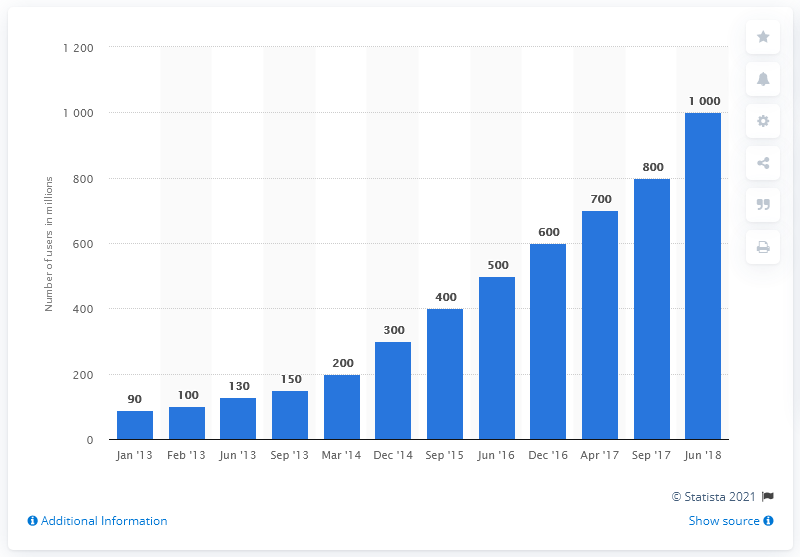 1 200
1 000
800
600
400
200
0
Number of users in millions
90
100
130
150
200
300
400
500
600
700
800
1 000
Jan '13
Feb '13
Jun '13
Sep '13
Mar '14
Dec '14
Sep '15
Jun '16
Dec '16
Apr '17
Sep '17
Jun '18
© Statista 2021
Additional Information
Show source